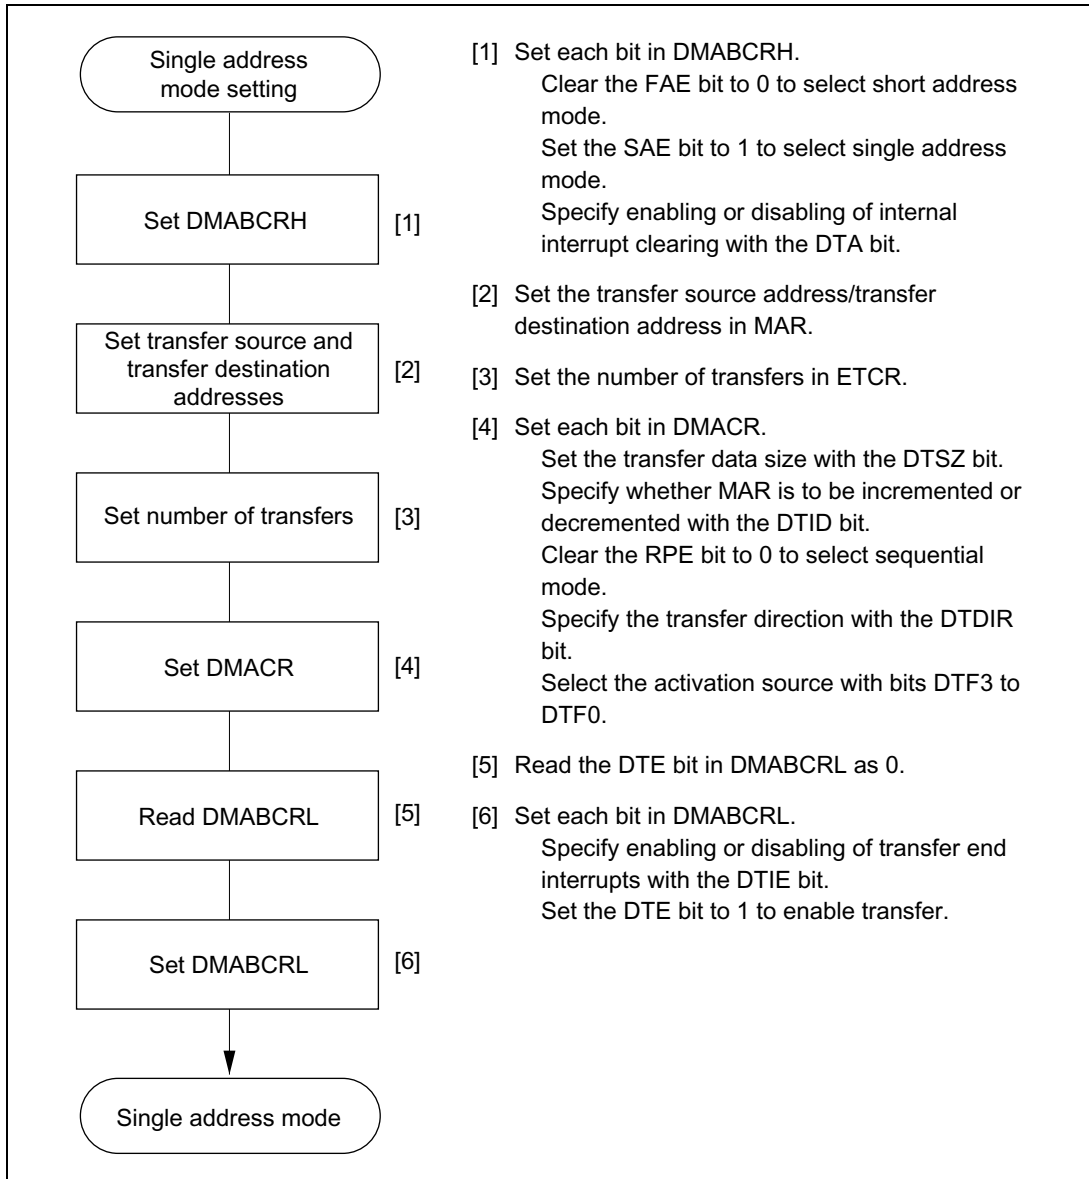 Single address
mode setting
Set DMABCRH
[1]
Set transfer source and
transfer destination
addresses
[2]
Set number of transfers
[3]
Set DMACR
[4]
Read DMABCRL
[5]
Set DMABCRL
[6]
Single address mode
[1] Set each bit in DMABCRH.
Clear the FAE bit to 0 to select short address
mode.
Set the SAE bit to 1 to select single address
mode.
Specify enabling or disabling of internal
interrupt clearing with the DTA bit.
[2] Set the transfer source address/transfer
destination address in MAR.
[3] Set the number of transfers in ETCR.
[4] Set each bit in DMACR.
Set the transfer data size with the DTSZ bit.
Specify whether MAR is to be incremented or
decremented with the DTID bit.
Clear the RPE bit to 0 to select sequential
mode.
Specify the transfer direction with the DTDIR
bit.
Select the activation source with bits DTF3 to
DTF0.
[5] Read the DTE bit in DMABCRL as 0.
[6] Set each bit in DMABCRL.
Specify enabling or disabling of transfer end
interrupts with the DTIE bit.
Set the DTE bit to 1 to enable transfer.